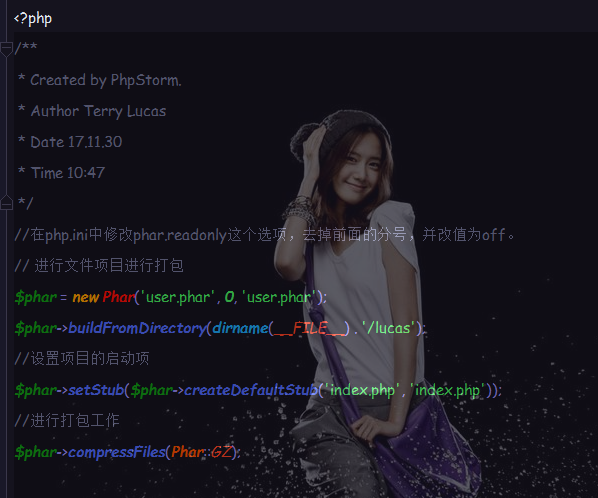 <?php
/**
* Created by PhpStorm.
* Author Terry Lucas
* Date 17.11.30
* Time 10:47
*/
//在php.ini中修改phar.readonly这个选项，去掉前面的分号，并改值为off。
// 进行文件项目进行打包
$phar = new Phar('user.phar', 0, 'user.phar');
$phar->buildFromDirectory(dirname(__FILE__) . '/lucas');
//设置项目的启动项
$phar->setStub($phar->createDefaultStub('index.php', 'index.php'));
//进行打包工作
$phar->compressFiles(Phar::GZ);